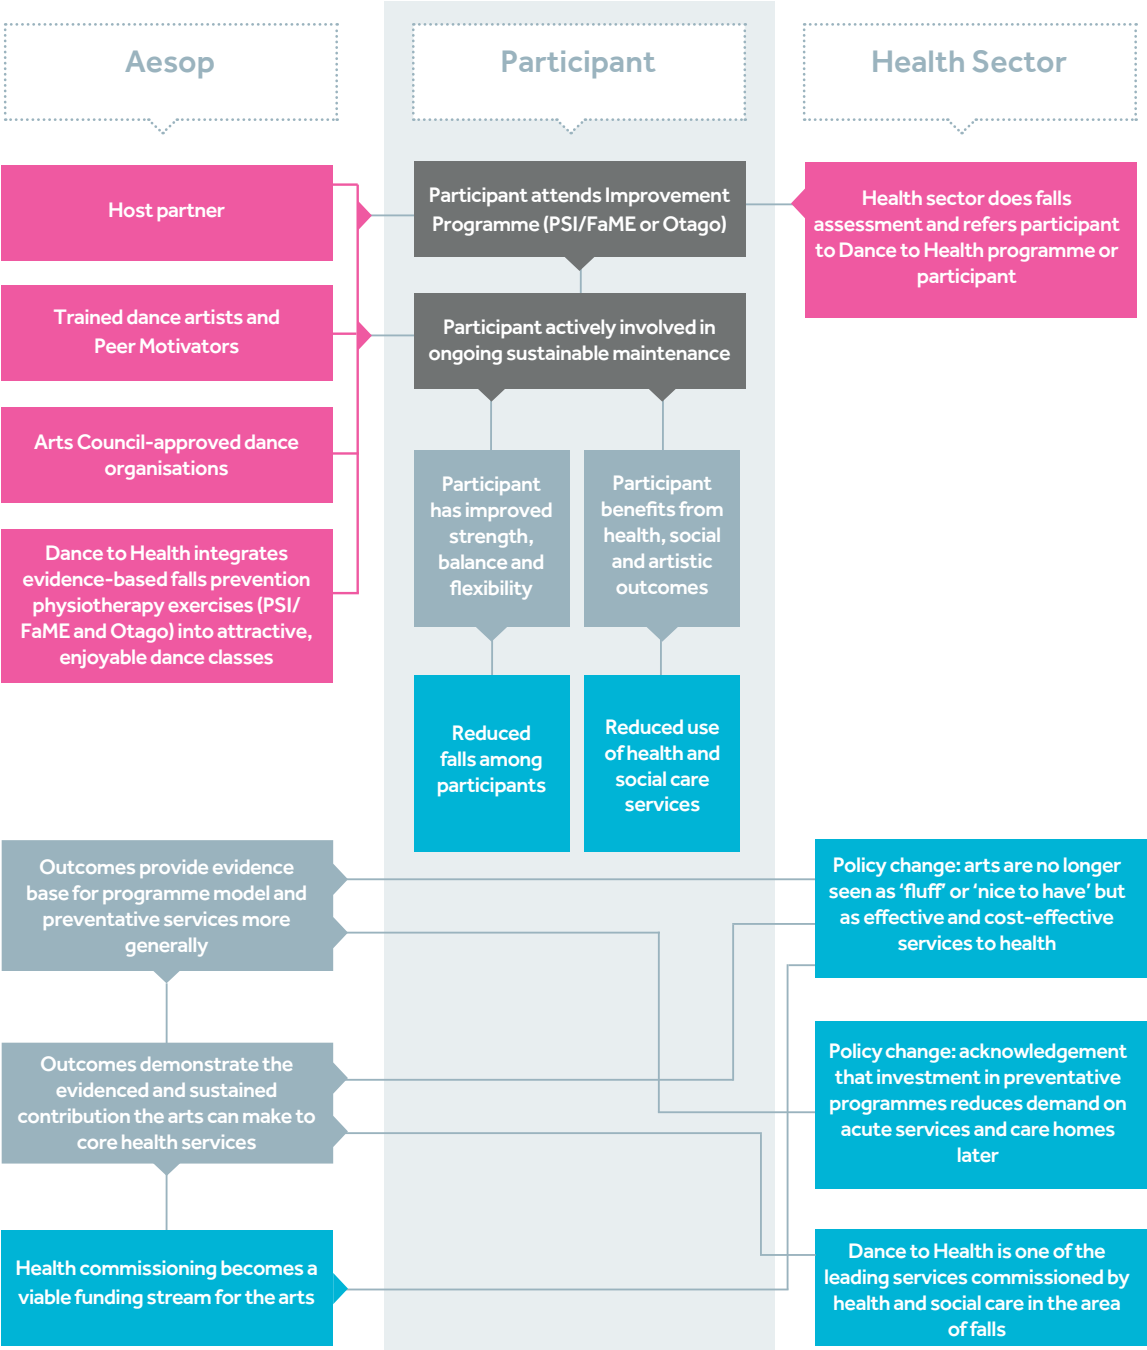 Aesop
Participant
Health Sector
Host partner
Trained dance artists and
Peer Motivators
Arts Council-approved dance
organisations
Dance to Health integrates
evidence-based falls prevention
physiotherapy exercises (PSI/
FaME and Otago) into attractive,
enjoyable dance classes
Participant attends Improvement
Programme (PSI/FaME or Otago)
Participant actively involved in
ongoing sustainable maintenance
Participant
has improved
strength,
balance and
flexibility
Participant
benefits from
health, social
and artistic
outcomes
Reduced
falls among
participants
Reduced use
of health and
social care
services
Health sector does falls
assessment and refers participant
to Dance to Health programme or
participant
Outcomes provide evidence
base for programme model and
preventative services more
generally
Outcomes demonstrate the
evidenced and sustained
contribution the arts can make to
core health services
Health commissioning becomes a
viable funding stream for the arts
Policy change: arts are no longer
seen as ‘fluff’ or ‘nice to have’ but
as effective and cost-effective
services to health
Policy change: acknowledgement
that investment in preventative
programmes reduces demand on
acute services and care homes
later
Dance to Health is one of the
leading services commissioned by
health and social care in the area
of falls